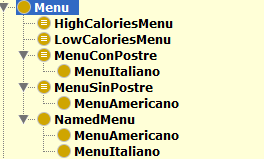 Menu
HighCaloriesMenu
LowCaloriesMenu
MenuConPostre
MenuItaliano
MenuSinPostre
MenuAmericano
NamedMenu
MenuAmericano
MenuItaliano